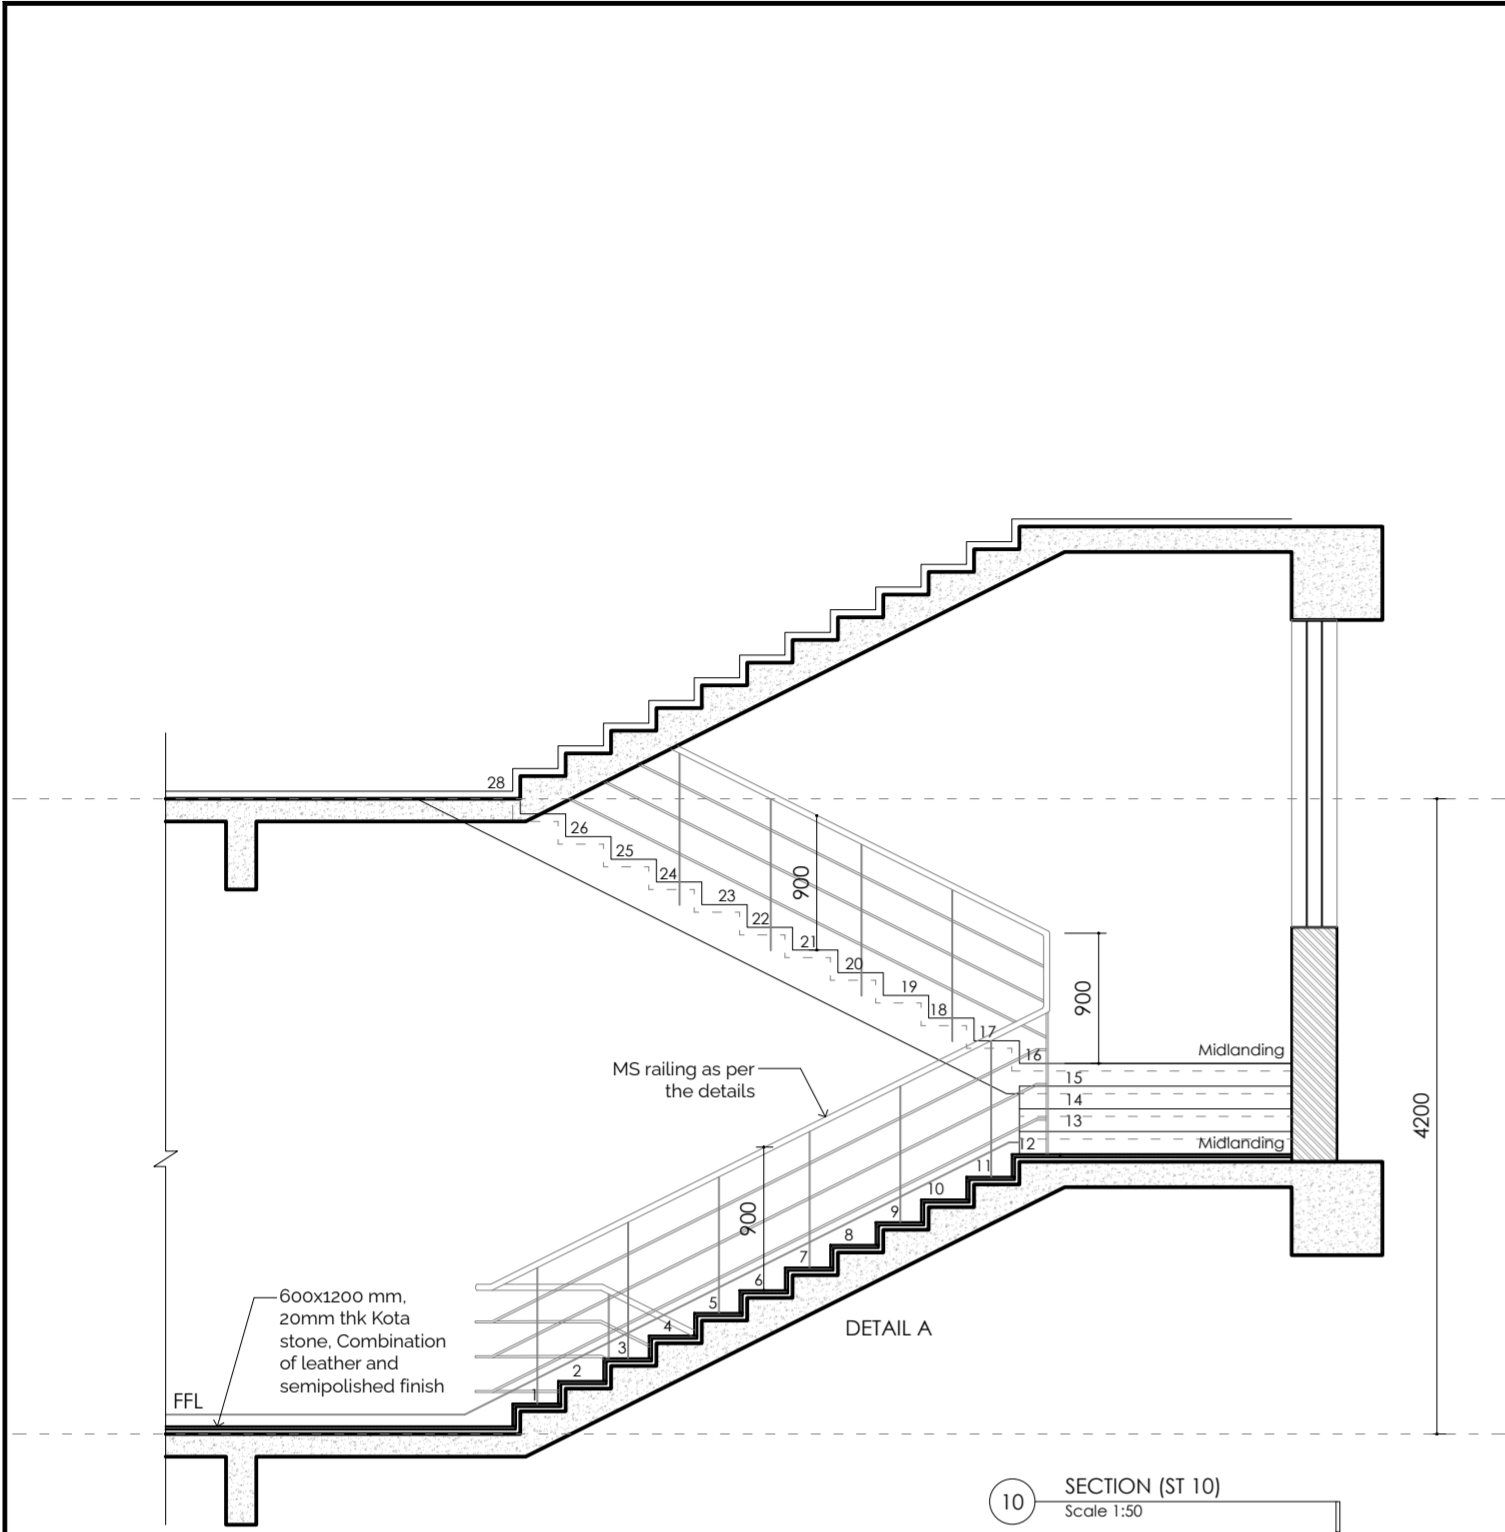 28
26
25
24
23
22
21
20
19
18
17
16
900
900
Midlanding
15
14
13
Midlanding
12
11
10
9
8
7
6
5
4
3
2
1
MS railing as per
the details
900
4200
DETAIL A
600x1200 mm,
20mm thk Kota
stone, Combination
of leather and
semipolished finish
FFL
10
SECTION (ST 10)
Scale 1:50